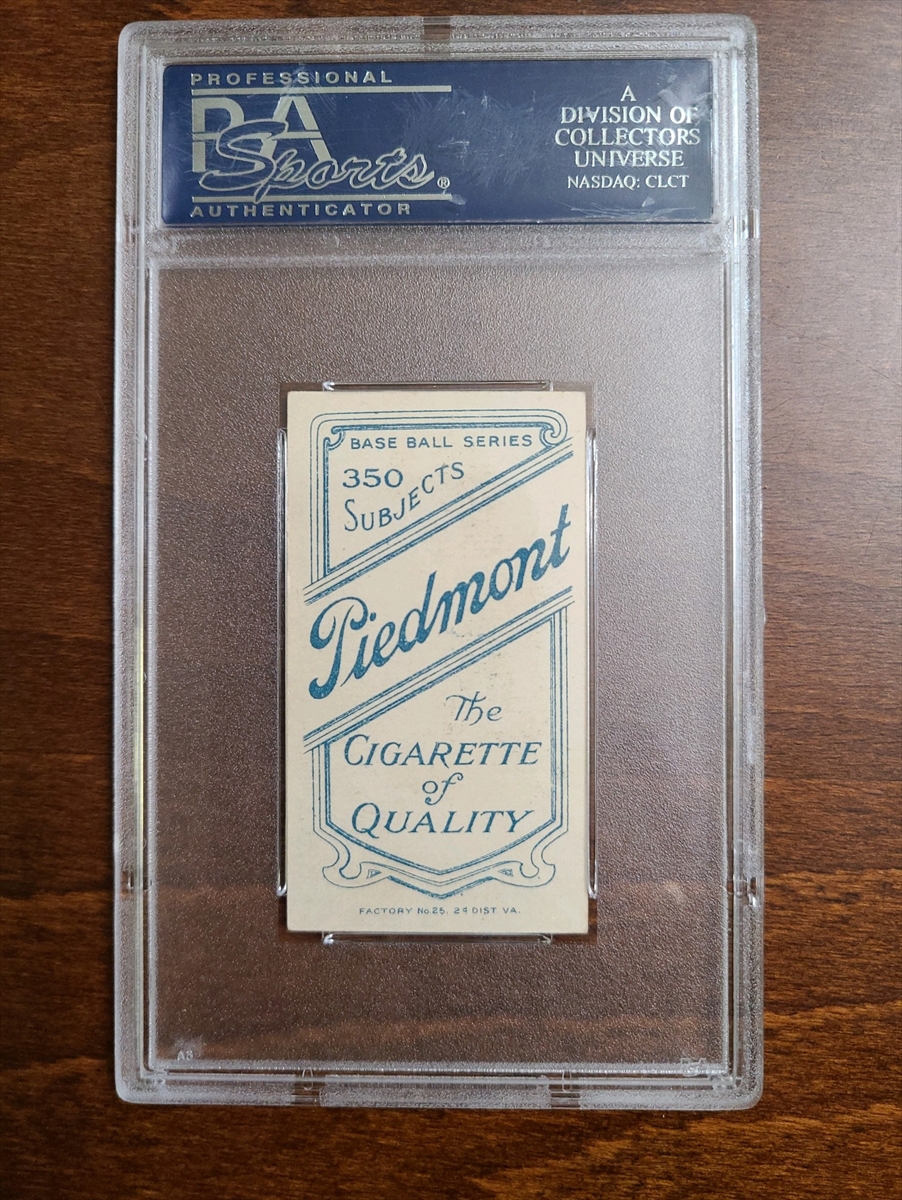 PROFESSIONAL
PSA
Sports®
AUTHENTICATOR
A
DIVISION OF
COLLECTORS
UNIVERSE
NASDAQ: CLCT
BASE BALL SERIES
350
SUBJECTS
Piedmont
The
CIGARETTE
of
QUALITY
FACTORY No. 25. 2d DIST. VA.